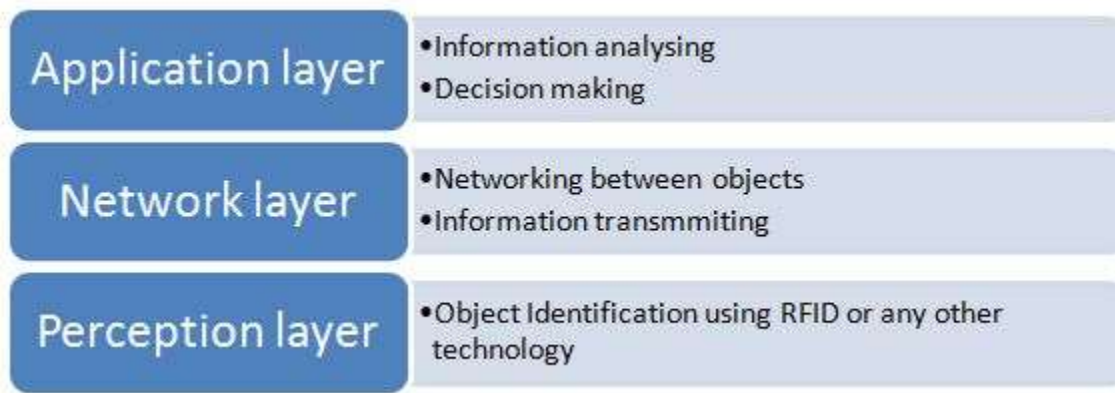 Application layer
•Information analysing
•Decision making
Network layer
•Networking between objects
•Information transmmiting
Perception layer
•Object Identification using RFID or any other
technology